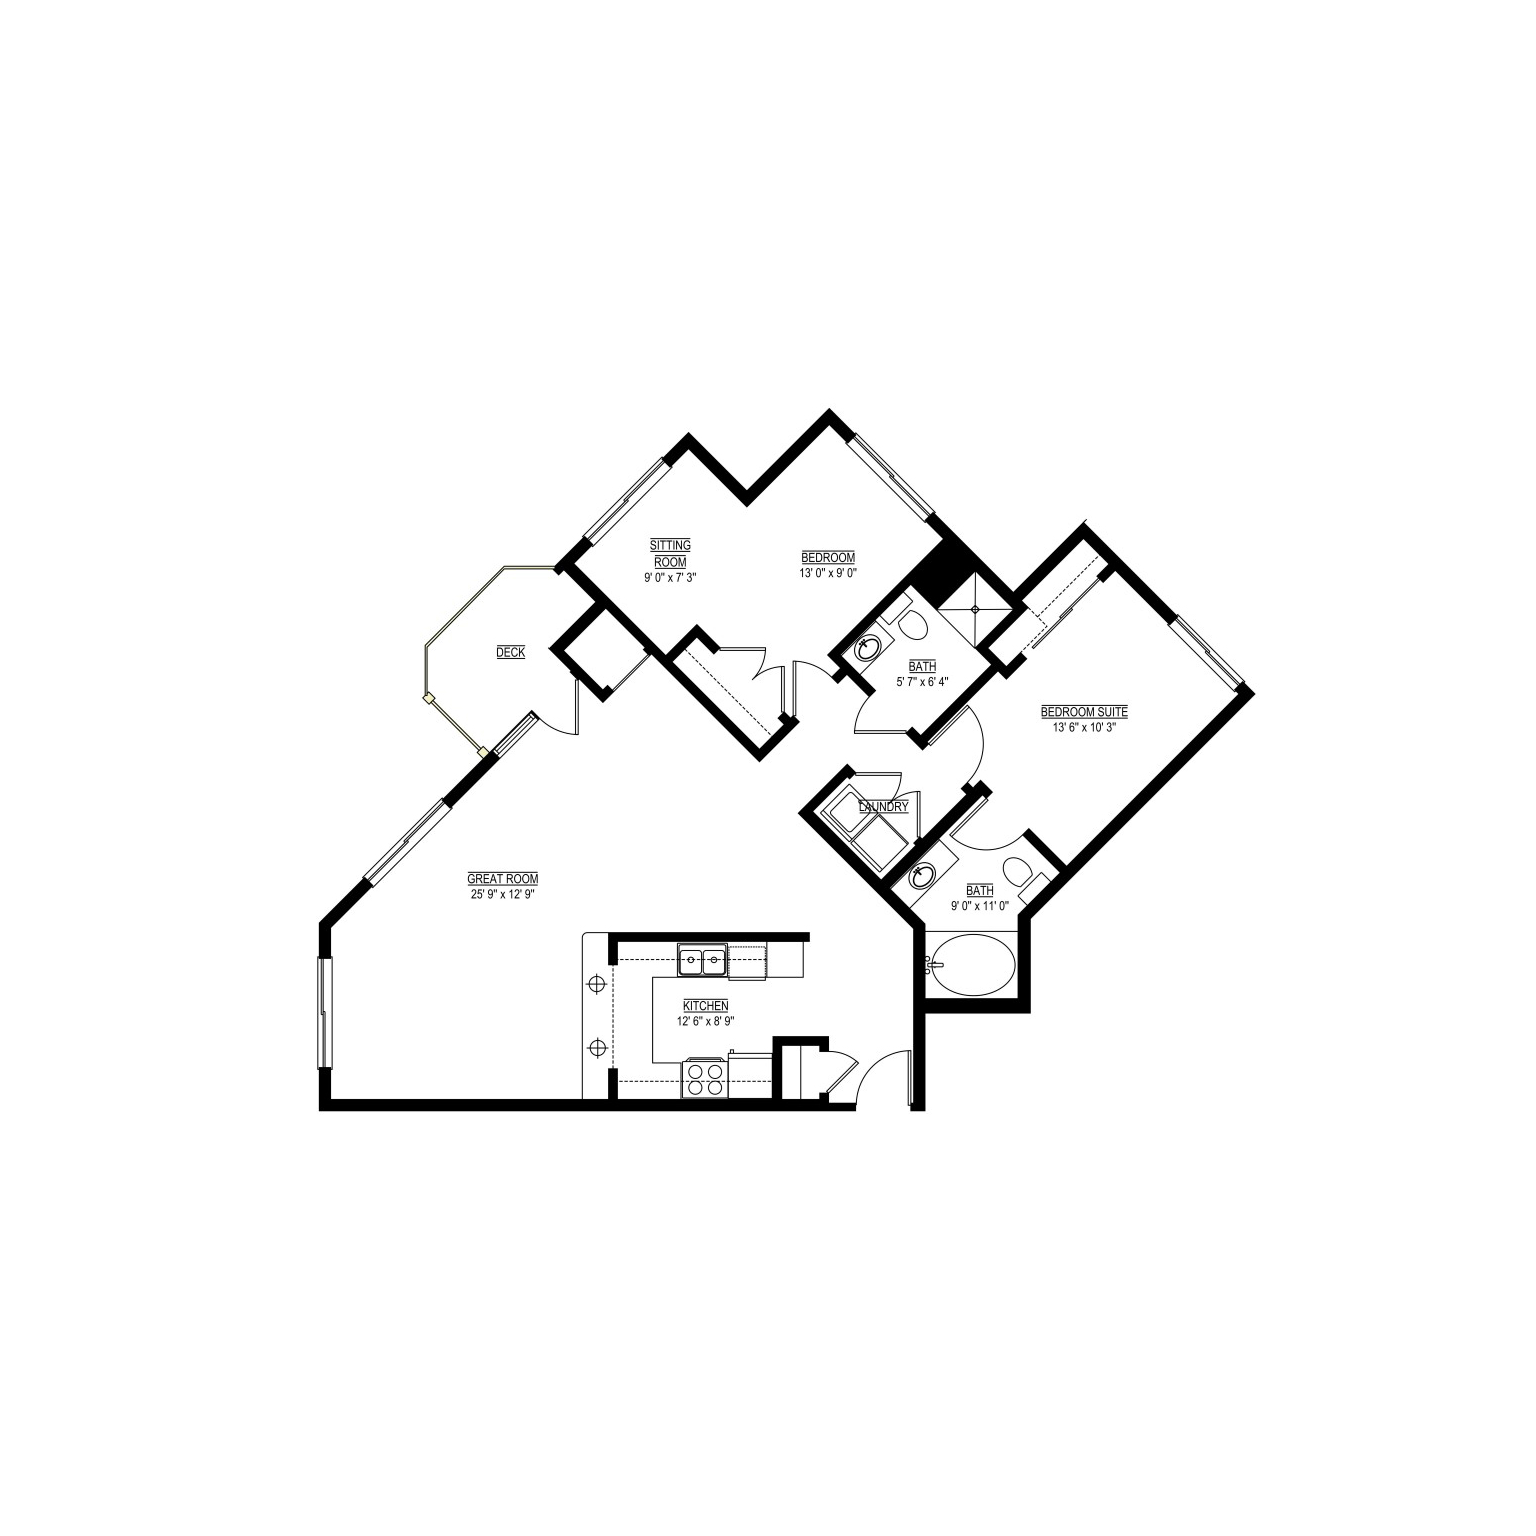 SITTING
ROOM
9' 0" x 7' 3"
BEDROOM
13' 0" x 9' 0"
DECK
BATH
5' 7" x 6' 4"
BEDROOM SUITE
13' 6" x 10' 3"
LAUNDRY
GREAT ROOM
25' 9" x 12' 9"
BATH
9' 0" x 11' 0"
KITCHEN
12' 6" x 8' 9"